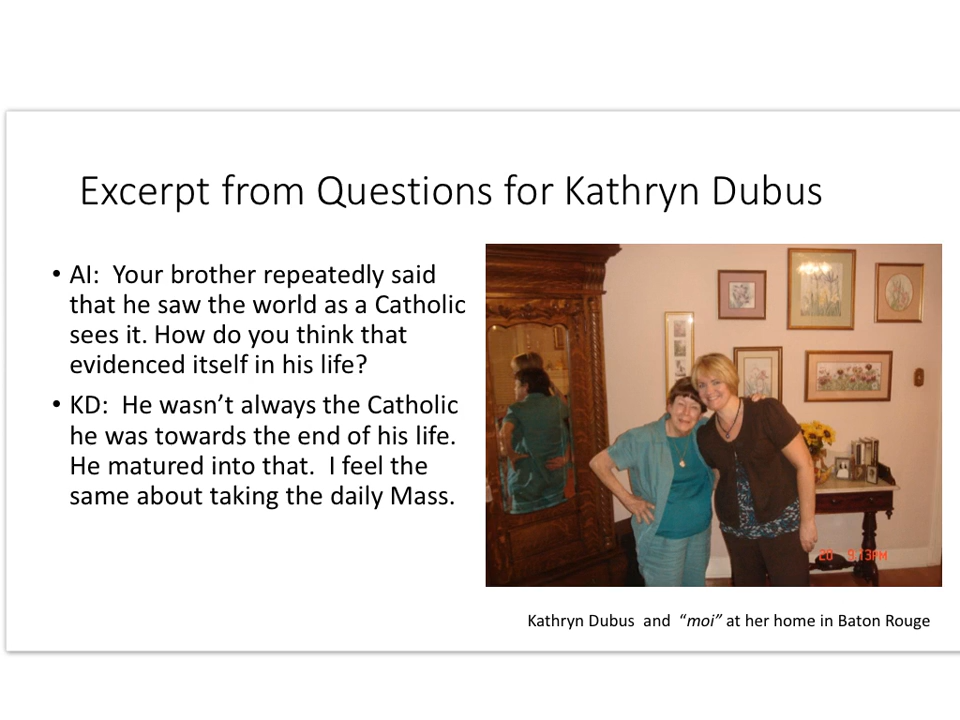 Excerpt from Questions for Kathryn Dubus
• AI:  Your brother repeatedly said
that he saw the world as a Catholic
sees it. How do you think that
evidenced itself in his life?
• KD:  He wasn’t always the Catholic
he was towards the end of his life.
He matured into that.  I feel the
same about taking the daily Mass.
20  9:13PM
Kathryn Dubus  and  “moi” at her home in Baton Rouge